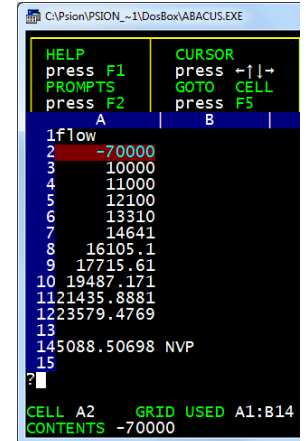 C:\Psion\PSION_~1\DosBox\ABACUS.EXE
HELP CURSOR
press F1 press ←↑↓→
PROMPTS GOTO CELL
press F2 press F5
A | B |
1flow
2 -70000
3 10000
4 11000
5 12100
6 13310
7 14641
8 16105.1
9 17715.61
10 19487.171
1121435.8881
1223579.4769
13
145088.50698 NVP
15
?
CELL A2 GRID USED A1:B14
CONTENTS -70000